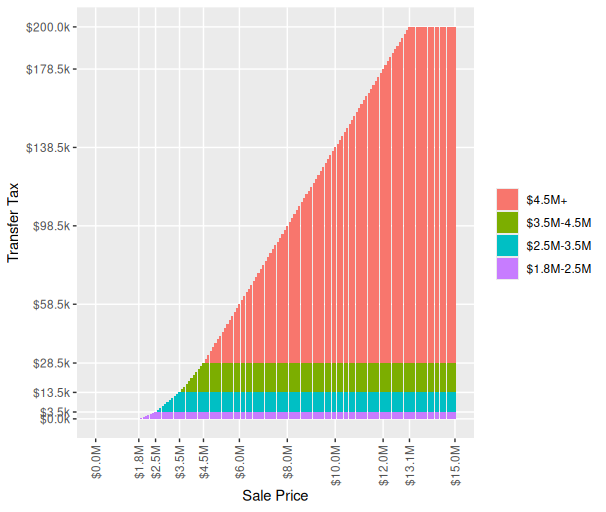 $200.0k
$178.5k
$138.5k
$98.5k
$58.5k
$28.5k
$13.5k
$3.5k
$0.0k
Transfer Tax
$0.0M
$1.8M
$2.5M
$3.5M
$4.5M
$6.0M
$8.0M
$10.0M
$12.0M
$13.1M
$15.0M
Sale Price
$4.5M+
$3.5M-4.5M
$2.5M-3.5M
$1.8M-2.5M